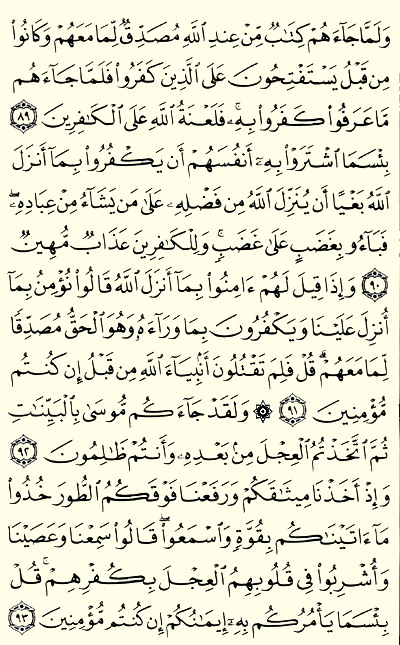 وَلَمَّا جَآءَهُمْ كِتَٰبٌ مِّنْ عِندِ ٱللَّهِ مُصَدِّقٌ لِّمَا مَعَهُمْ وَكَانُوا۟
مِن قَبْلُ يَسْتَفْتِحُونَ عَلَى ٱلَّذِينَ كَفَرُوا۟ فَلَمَّا جَآءَهُم
مَّا عَرَفُوا۟ كَفَرُوا۟ بِهِۦ ۚ فَلَعْنَةُ ٱللَّهِ عَلَى ٱلْكَٰفِرِينَ ٨٩
بِئْسَمَا ٱشْتَرَوْا۟ بِهِۦٓ أَنفُسَهُمْ أَن يَكْفُرُوا۟ بِمَآ أَنزَلَ
ٱللَّهُ بَغْيًا أَن يُنَزِّلَ ٱللَّهُ مِن فَضْلِهِۦ عَلَىٰ مَن يَشَآءُ مِنْ عِبَادِهِۦ ۖ
فَبَآءُو بِغَضَبٍ عَلَىٰ غَضَبٍ ۚ وَلِلْكَٰفِرِينَ عَذَابٌ مُّهِينٌ
٩٠ وَإِذَا قِيلَ لَهُمْ ءَامِنُوا۟ بِمَآ أَنزَلَ ٱللَّهُ قَالُوا۟ نُؤْمِنُ بِمَآ
أُنزِلَ عَلَيْنَا وَيَكْفُرُونَ بِمَا وَرَآءَهُۥ وَهُوَ ٱلْحَقُّ مُصَدِّقًا
لِّمَا مَعَهُمْ ۗ قُلْ فَلِمَ تَقْتُلُونَ أَنۢبِيَآءَ ٱللَّهِ مِن قَبْلُ إِن كُنتُم
مُّؤْمِنِينَ ٩١ ۞ وَلَقَدْ جَآءَكُم مُّوسَىٰ بِٱلْبَيِّنَٰتِ
ثُمَّ ٱتَّخَذْتُمُ ٱلْعِجْلَ مِنۢ بَعْدِهِۦ وَأَنتُمْ ظَٰلِمُونَ ٩٢
وَإِذْ أَخَذْنَا مِيثَٰقَكُمْ وَرَفَعْنَا فَوْقَكُمُ ٱلطُّورَ خُذُوا۟
مَآ ءَاتَيْنَٰكُم بِقُوَّةٍ وَٱسْمَعُوا۟ ۖ قَالُوا۟ سَمِعْنَا وَعَصَيْنَا
وَأُشْرِبُوا۟ فِى قُلُوبِهِمُ ٱلْعِجْلَ بِكُفْرِهِمْ ۚ قُلْ
بِئْسَمَا يَأْمُرُكُم بِهِۦٓ إِيمَٰنُكُمْ إِن كُنتُم مُّؤْمِنِينَ ٩٣